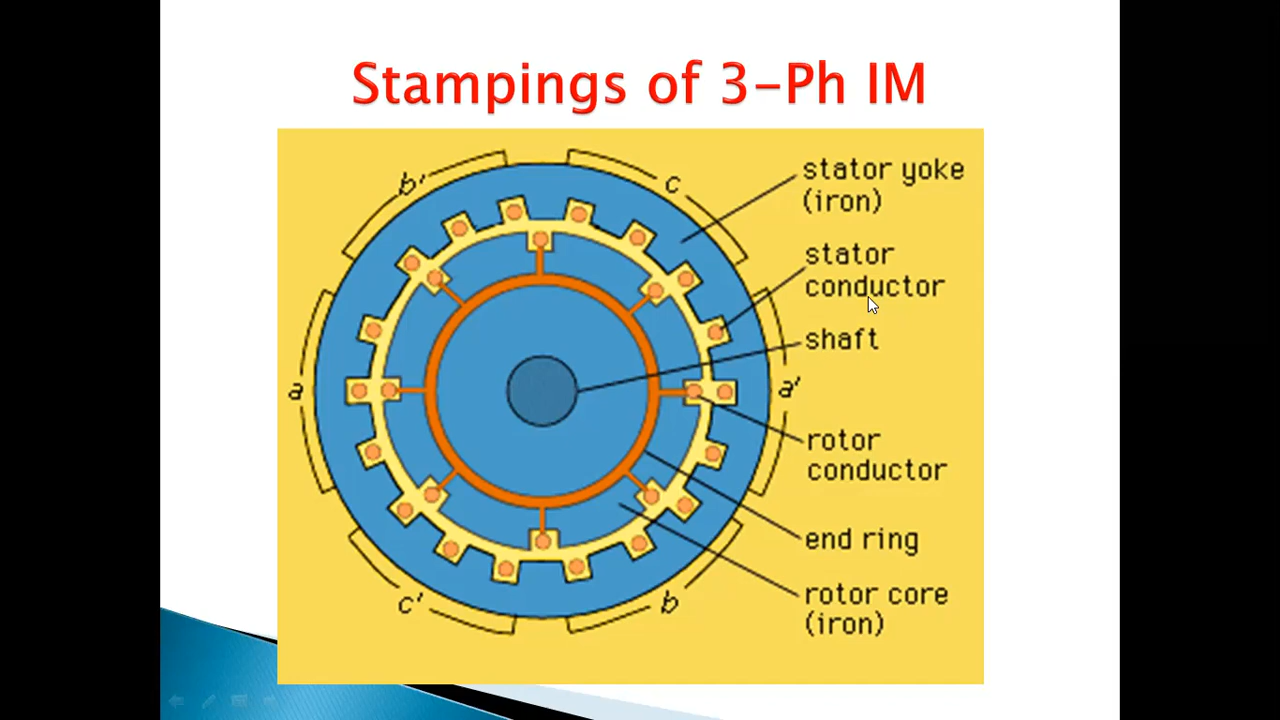 Stampings of 3-Ph IM
b'
c
stator yoke
(iron)
stator
conductor
shaft
a
a'
rotor
conductor
end ring
rotor core
(iron)
c'
b